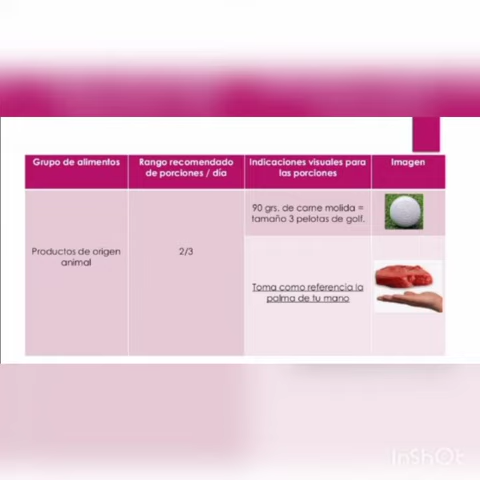 Grupo de alimentos
Rango recomendado
de porciones / día
Indicaciones visuales para
las porciones
Imagen
Productos de origen
animal
2/3
90 grs. de carne molida =
tamaño 3 pelotas de golf.
Toma como referencia la
palma de tu mano
InShOt